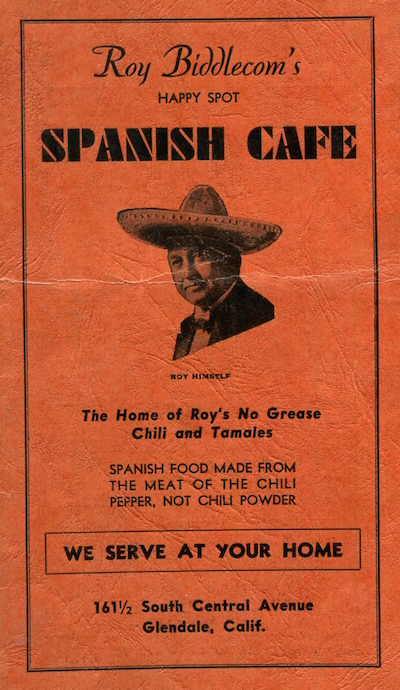 Roy Biddlecom's
HAPPY SPOT
SPANISH CAFE
ROY HIMSELF
The Home of Roy's No Grease
Chili and Tamales
SPANISH FOOD MADE FROM
THE MEAT OF THE CHILI
PEPPER, NOT CHILI POWDER
WE SERVE AT YOUR HOME
161½ South Central Avenue
Glendale, Calif.